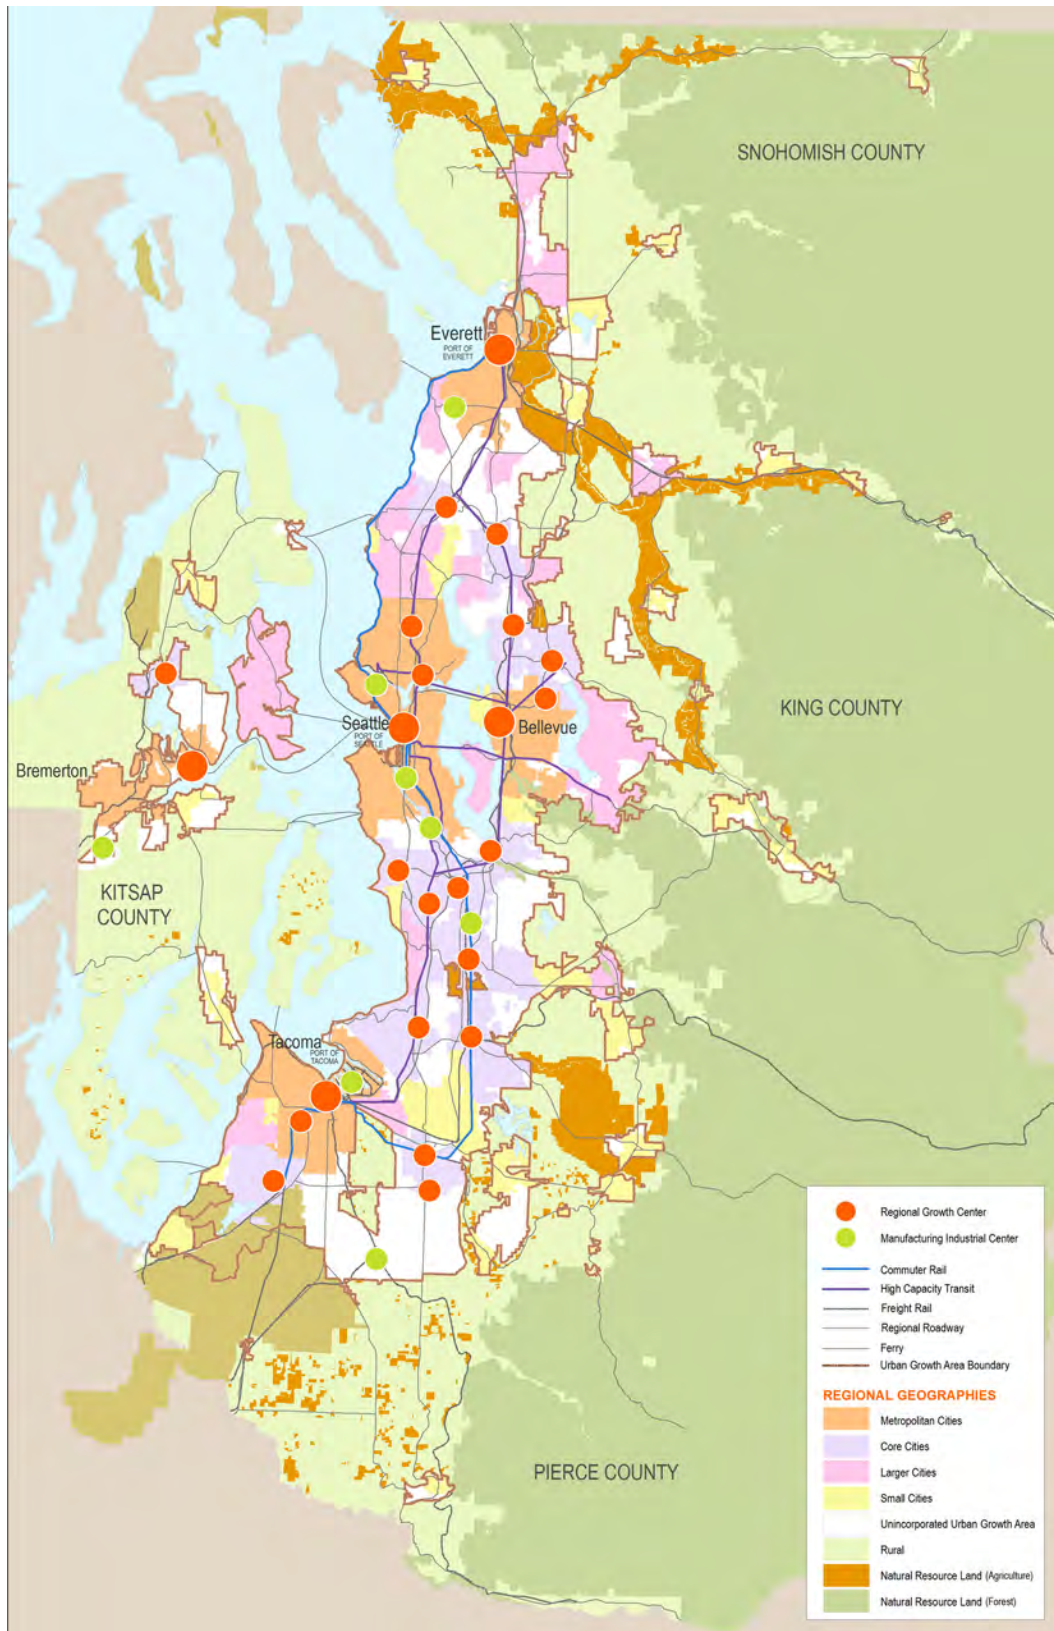 SNOHOMISH COUNTY
Everett
PORT OF
EVERETT
KING COUNTY
Seattle
PORT OF
SEATTLE
Bellevue
Bremerton
KITSAP
COUNTY
Tacoma
PORT OF
TACOMA
PIERCE COUNTY
Regional Growth Center
Manufacturing Industrial Center
Commuter Rail
High Capacity Transit
Freight Rail
Regional Roadway
Ferry
Urban Growth Area Boundary
REGIONAL GEOGRAPHIES
Metropolitan Cities
Core Cities
Larger Cities
Small Cities
Unincorporated Urban Growth Area
Rural
Natural Resource Land (Agriculture)
Natural Resource Land (Forest)